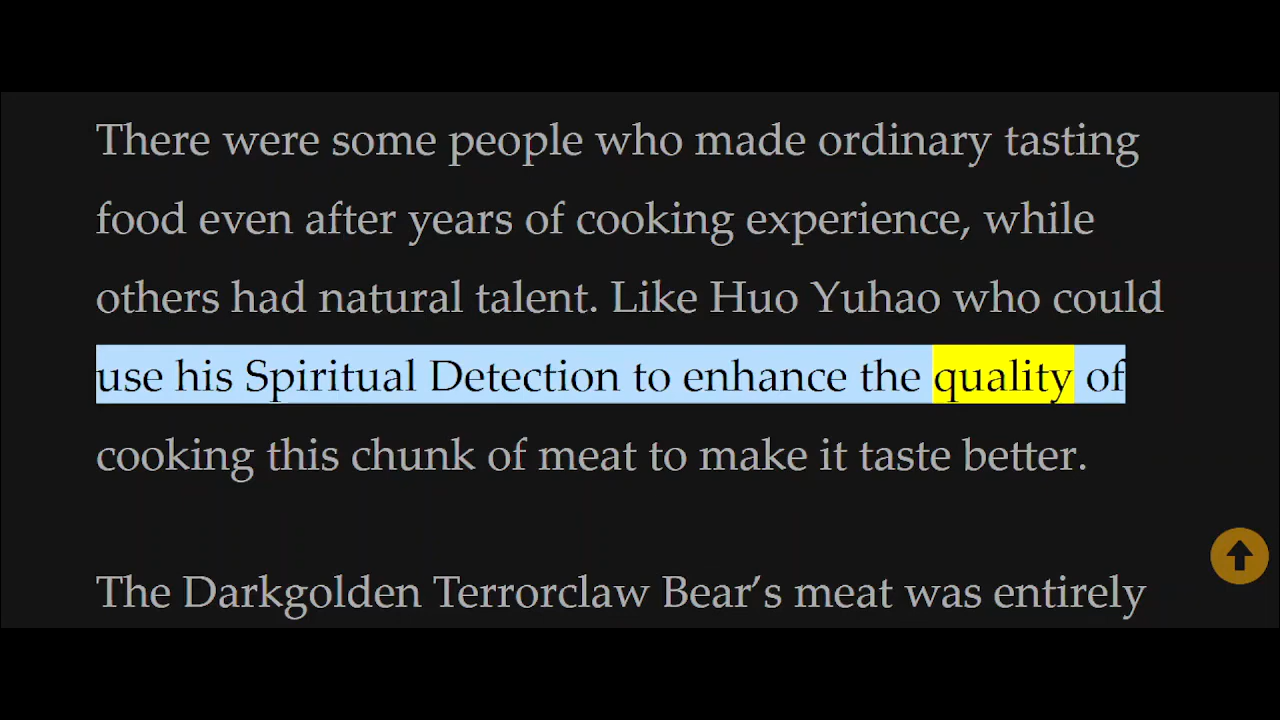 There were some people who made ordinary tasting
food even after years of cooking experience, while
others had natural talent. Like Huo Yuhao who could
use his Spiritual Detection to enhance the quality of
cooking this chunk of meat to make it taste better.
The Darkgolden Terrorclaw Bear’s meat was entirely